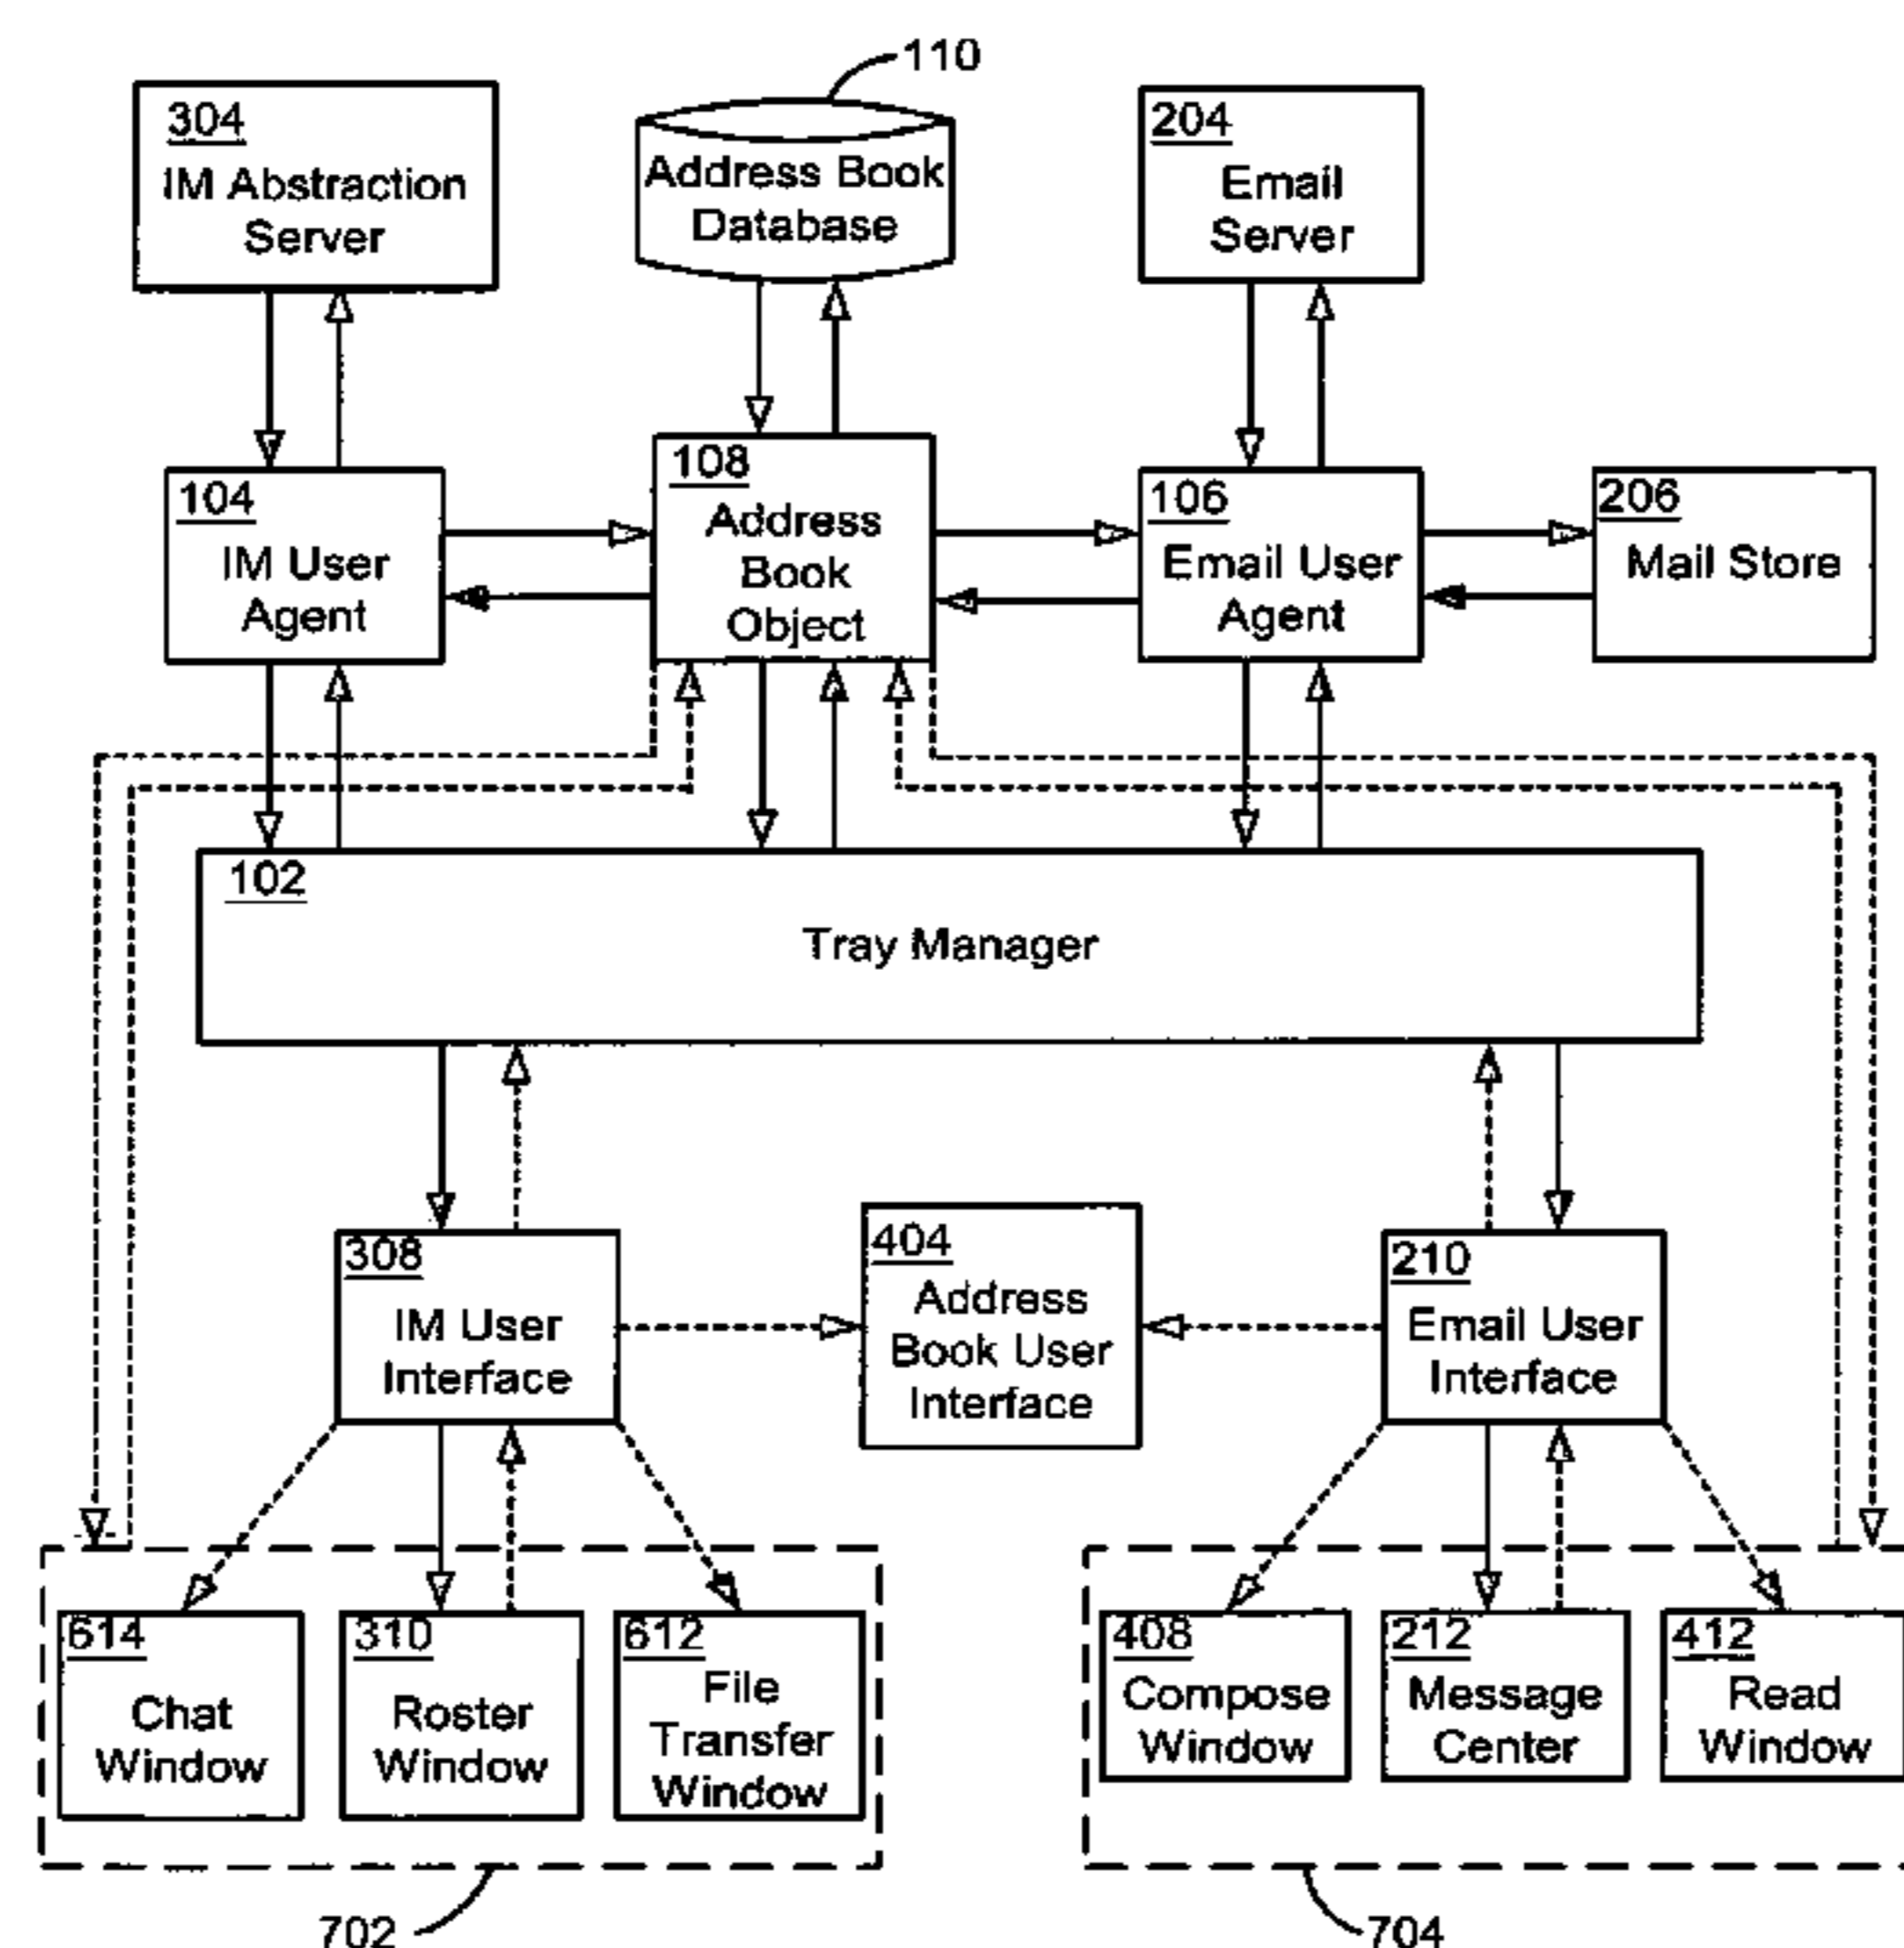 110
304
IM Abstraction
Server
Address Book
Database
204
Email
Server
104
IM User
Agent
108
Address
Book
Object
106
Email User
Agent
206
Mail Store
102
Tray Manager
308
IM User
Interface
404
Address
Book User
Interface
210
Email User
Interface
614
Chat
Window
310
Roster
Window
612
File
Transfer
Window
408
Compose
Window
212
Message
Center
412
Read
Window
702
704